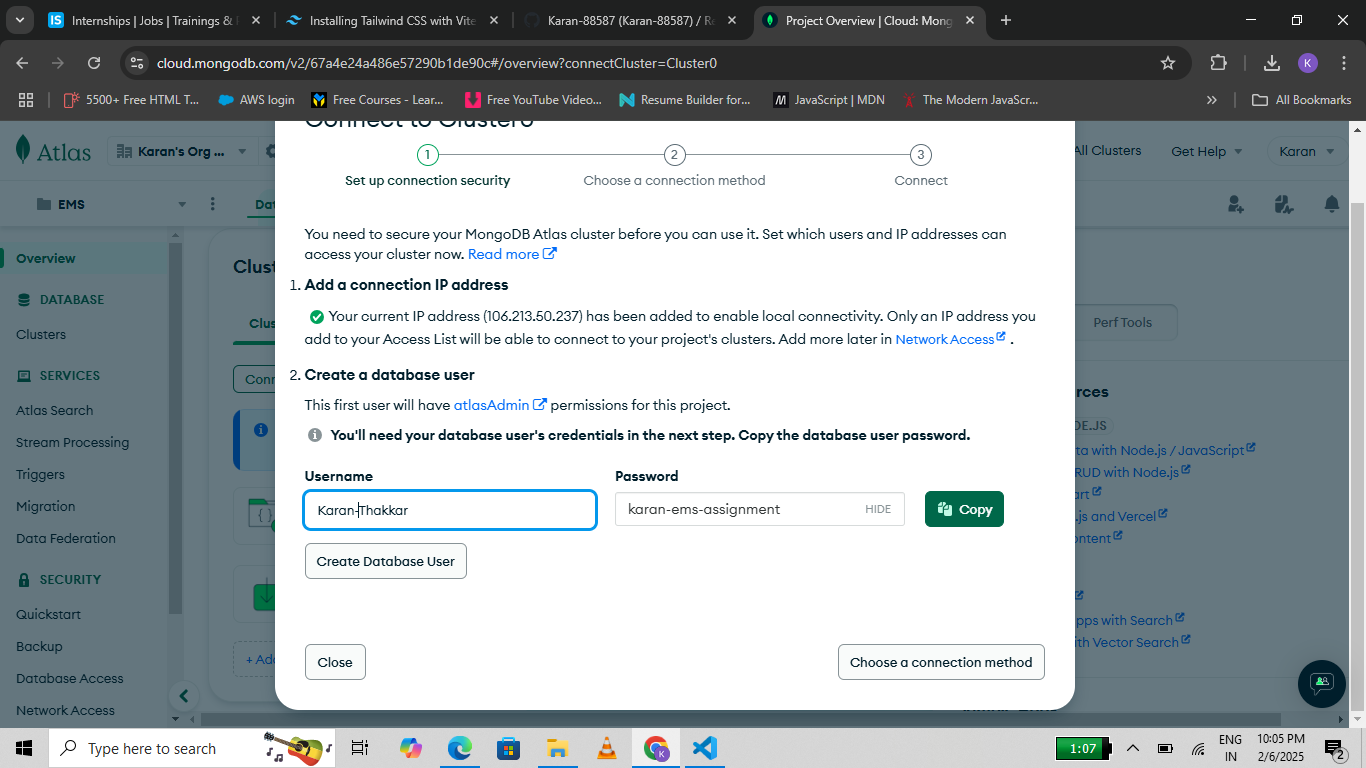 Internships | Jobs | Trainings &
Installing Tailwind CSS with Vite
Karan-88587 (Karan-88587) / Re
Project Overview | Cloud: Mong
cloud.mongodb.com/v2/67a4e24a486e57290b1de90c#/overview?connectCluster=Cluster0
K
5500+ Free HTML T...
AWS login
Free Courses - Lear...
Free YouTube Video...
Resume Builder for...
JavaScript | MDN
The Modern JavaScr...
All Bookmarks
Connect to Cluster0
Atlas
Karan's Org ...
All Clusters
Get Help
Karan
1
2
3
Set up connection security
Choose a connection method
Connect
EMS
Dat
You need to secure your MongoDB Atlas cluster before you can use it. Set which users and IP addresses can
access your cluster now. Read more
Overview
Clus
1. Add a connection IP address
DATABASE
Your current IP address (106.213.50.237) has been added to enable local connectivity. Only an IP address you
add to your Access List will be able to connect to your project's clusters. Add more later in Network Access .
Clus
Perf Tools
Clusters
2. Create a database user
SERVICES
Conn
rces
This first user will have atlasAdmin permissions for this project.
Atlas Search
DE.JS
You'll need your database user's credentials in the next step. Copy the database user password.
Stream Processing
ta with Node.js / JavaScript
RUD with Node.js
Triggers
Username
Password
art
Migration
Karan-Thakkar
karan-ems-assignment
HIDE
Copy
.js and Vercel
Data Federation
ontent
Create Database User
SECURITY
Quickstart
pps with Search
Backup
th Vector Search
+ Add
Close
Choose a connection method
Database Access
Network Access
Type here to search
1:07
ENG
IN
10:05 PM
2/6/2025
2